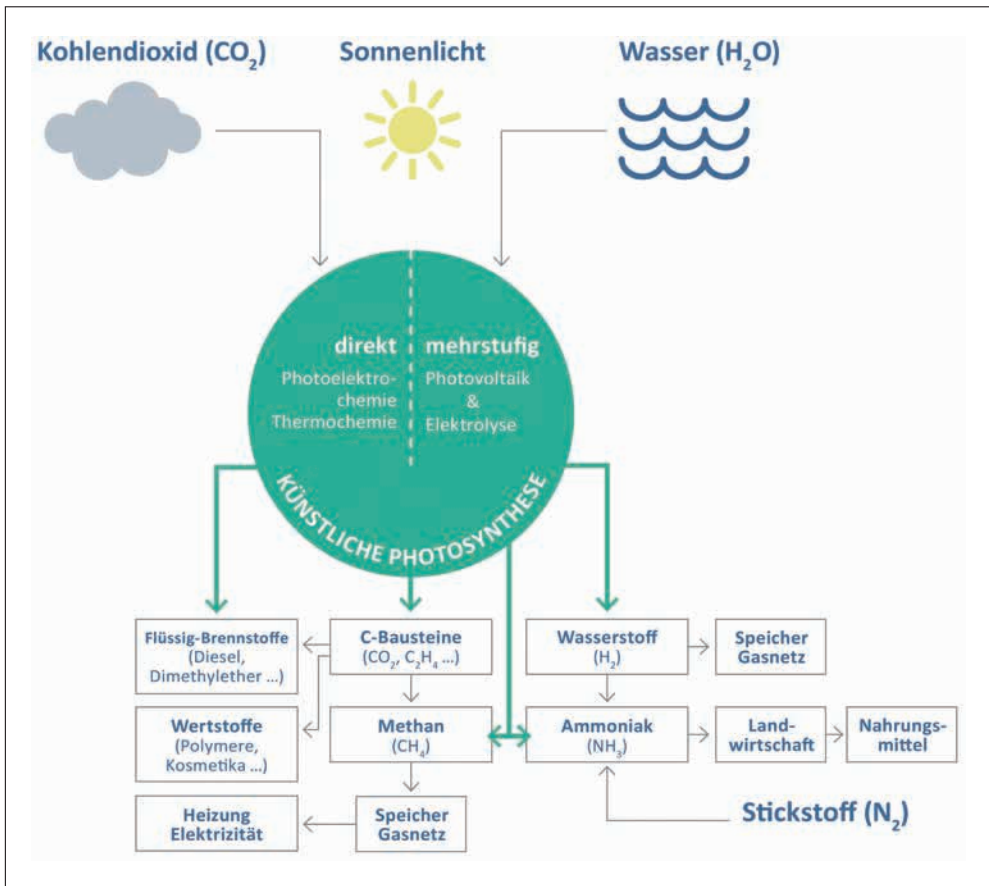 Kohlendioxid (CO₂)
Sonnenlicht
Wasser (H₂O)
direkt
Photoelektro-
chemie
Thermochemie
mehrstufig
Photovoltaik
&
Elektrolyse
KÜNSTLICHE PHOTOSYNTHESE
Flüssig-Brennstoffe
(Diesel,
Dimethylether ...)
C-Bausteine
(CO₂, C₂H₄ ...)
Wasserstoff
(H₂)
Speicher
Gasnetz
Wertstoffe
(Polymere,
Kosmetika ...)
Methan
(CH₄)
Ammoniak
(NH₃)
Land-
wirtschaft
Nahrungs-
mittel
Heizung
Elektrizität
Speicher
Gasnetz
Stickstoff (N₂)